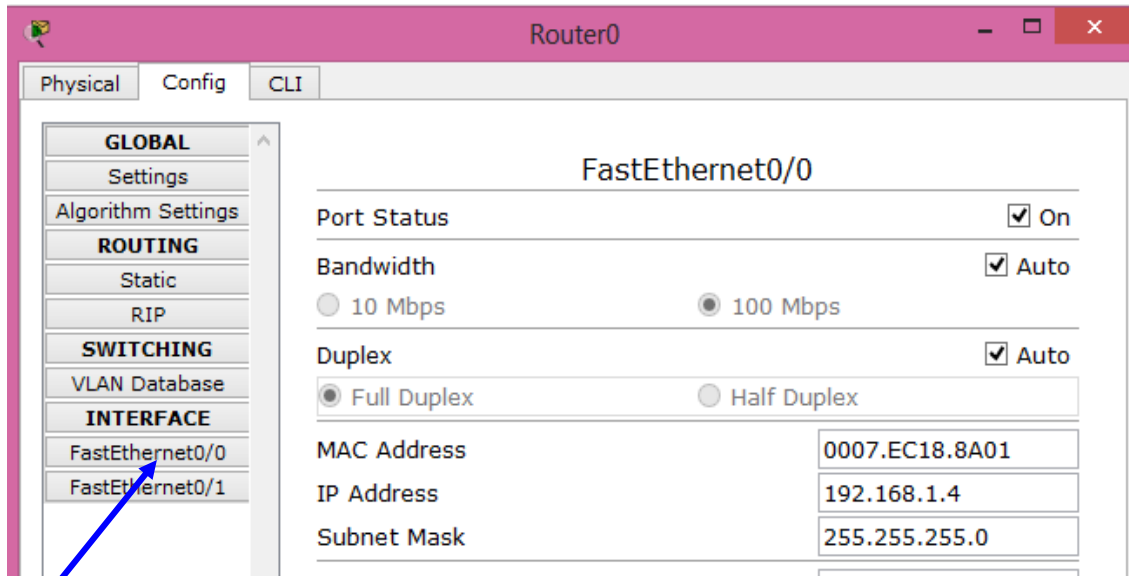 Router0
Physical Config CLI
GLOBAL
Settings
Algorithm Settings
ROUTING
Static
RIP
SWITCHING
VLAN Database
INTERFACE
FastEthernet0/0
FastEthernet0/1
FastEthernet0/0
Port Status On
Bandwidth Auto
10 Mbps 100 Mbps
Duplex Auto
Full Duplex Half Duplex
MAC Address 0007.EC18.8A01
IP Address 192.168.1.4
Subnet Mask 255.255.255.0